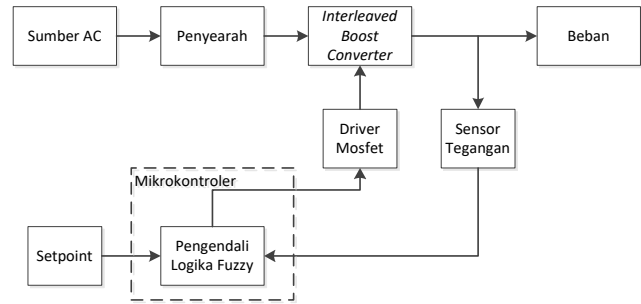 Sumber AC
Penyearah
Interleaved
Boost
Converter
Beban
Driver
Mosfet
Sensor
Tegangan
Mikrokontroler
Setpoint
Pengendali
Logika Fuzzy